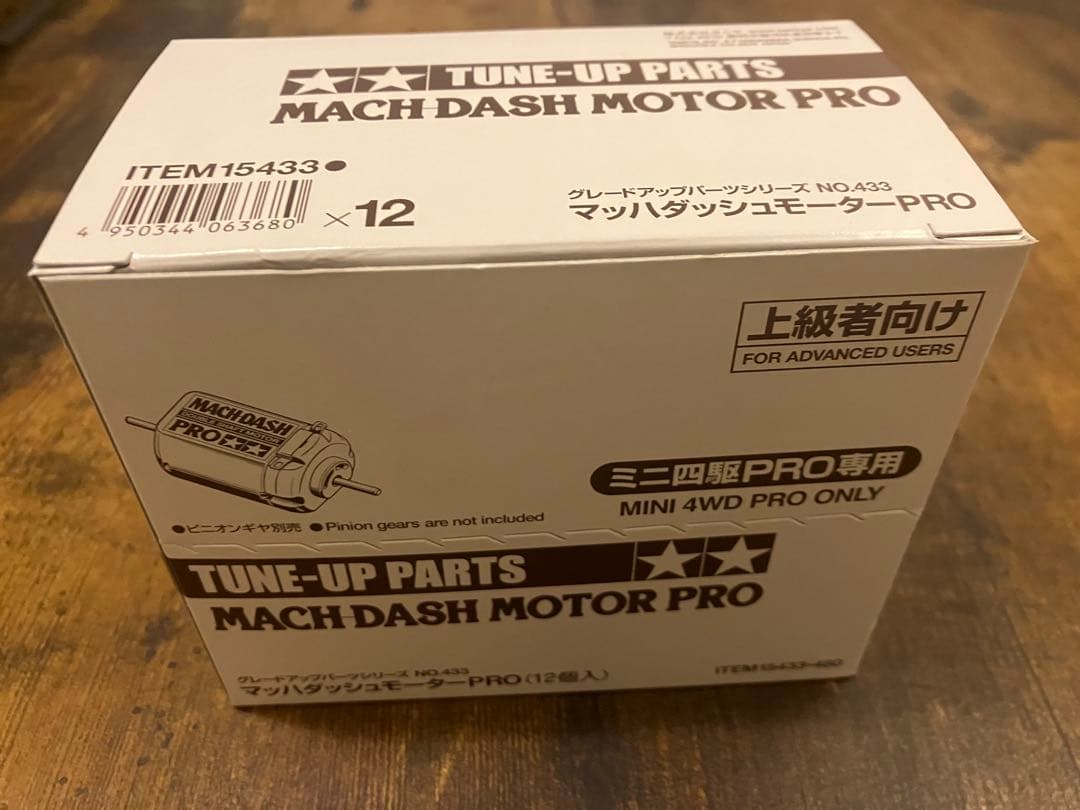 TUNE-UP PARTS
MACH-DASH MOTOR PRO
ITEM 15433●
4 950344 063680
×12
グレードアップパーツシリーズ NO.433
マッハダッシュモーターPRO
上級者向け
FOR ADVANCED USERS
MACH-DASH
DOUBLE SHAFT MOTOR
PRO
ミニ四駆PRO専用
MINI 4WD PRO ONLY
●ピニオンギヤ別売 ●Pinion gears are not included
TUNE-UP PARTS
MACH-DASH MOTOR PRO
グレードアップパーツシリーズ NO.433
マッハダッシュモーターPRO(12個入)
ITEM 15433-480